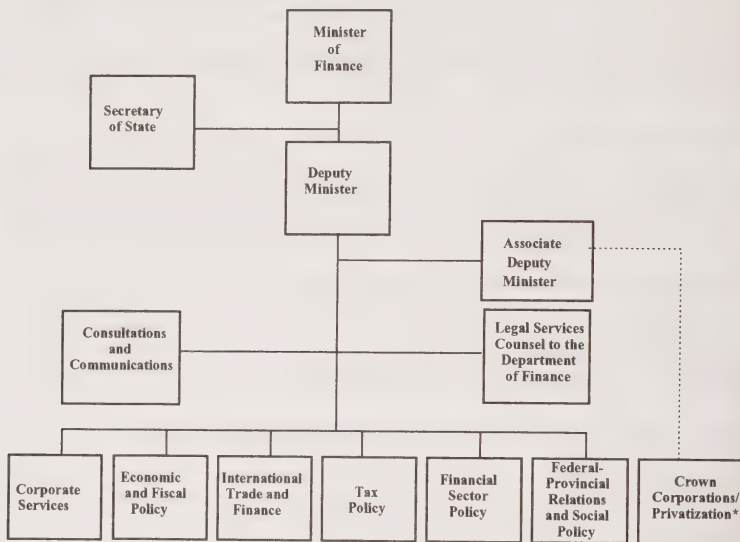 Minister
of
Finance
Secretary
of State
Deputy
Minister
Associate
Deputy
Minister
Consultations
and
Communications
Legal Services
Counsel to the
Department
of Finance
Corporate
Services
Economic
and Fiscal
Policy
International
Trade and
Finance
Tax
Policy
Financial
Sector
Policy
Federal-
Provincial
Relations
and Social
Policy
Crown
Corporations/
Privatization*